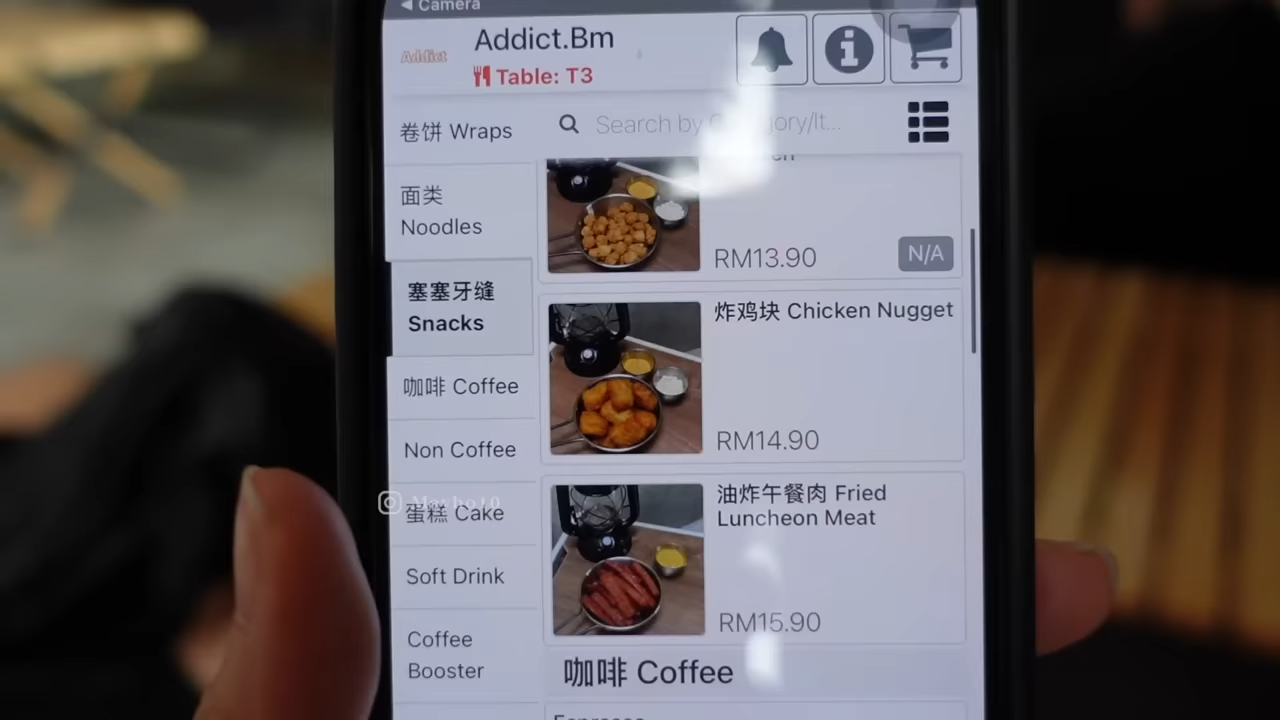 Camera
Addict
Addict.Bm
Table: T3
卷饼 Wraps
Search by
面类
Noodles
RM13.90
N/A
塞塞牙缝
Snacks
炸鸡块 Chicken Nugget
RM14.90
咖啡 Coffee
Non Coffee
蛋糕 Cake
油炸午餐肉 Fried
Luncheon Meat
RM15.90
Soft Drink
Coffee
Booster
咖啡 Coffee